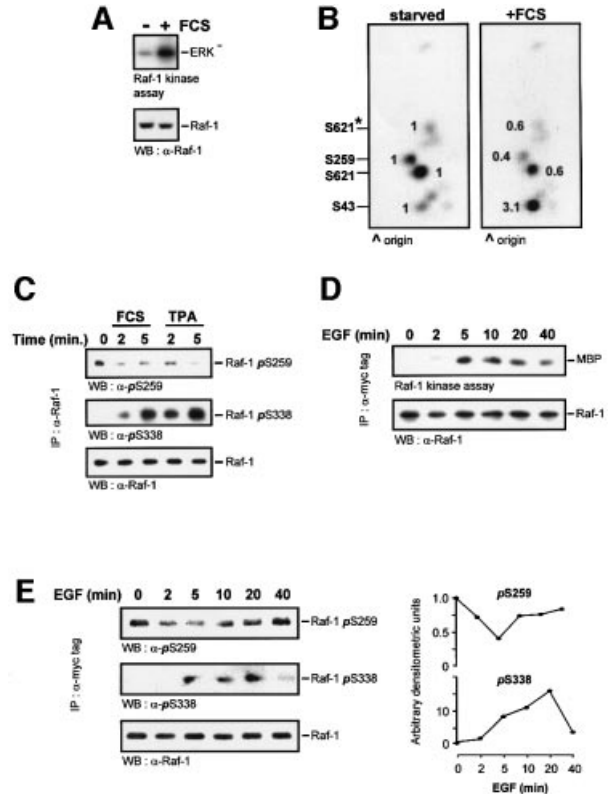 A
- + FCS
ERK -
Raf-1 kinase
assay
Raf-1
WB : α-Raf-1
B
starved +FCS
S621*
S259
S621
S43
1
1
1
1
0.6
0.4
0.6
3.1
^ origin ^ origin
C
FCS TPA
Time (min.) 0 2 5 2 5
Raf-1 pS259
WB : α-pS259
Raf-1 pS338
WB : α-pS338
Raf-1
WB : α-Raf-1
IP : α-Raf-1
D
EGF (min) 0 2 5 10 20 40
MBP
Raf-1 kinase assay
Raf-1
WB : α-Raf-1
IP : α-myc tag
E
EGF (min) 0 2 5 10 20 40
Raf-1 pS259
WB : α-pS259
Raf-1 pS338
WB : α-pS338
Raf-1
WB : α-Raf-1
IP : α-myc tag
pS259
1.0
0.5
0
pS338
10
0
Arbitrary densitometric units
0 2 5 10 20 40
EGF (min)